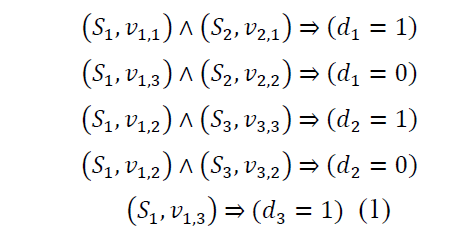 (S₁, v₁,₁) ∧ (S₂, v₂,₁) ⇒ (d₁ = 1)
(S₁, v₁,₃) ∧ (S₂, v₂,₂) ⇒ (d₁ = 0)
(S₁, v₁,₂) ∧ (S₃, v₃,₃) ⇒ (d₂ = 1)
(S₁, v₁,₂) ∧ (S₃, v₃,₂) ⇒ (d₂ = 0)
(S₁, v₁,₃) ⇒ (d₃ = 1) (1)